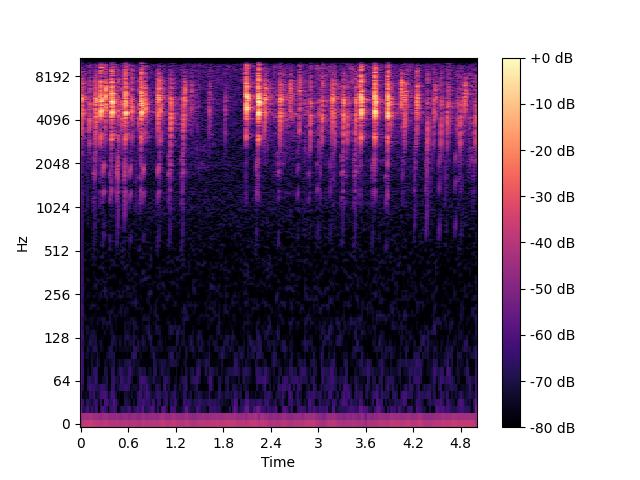 8192
4096
2048
1024
512
256
128
64
0
Hz
0 0.6 1.2 1.8 2.4 3 3.6 4.2 4.8
Time
+0 dB
-10 dB
-20 dB
-30 dB
-40 dB
-50 dB
-60 dB
-70 dB
-80 dB